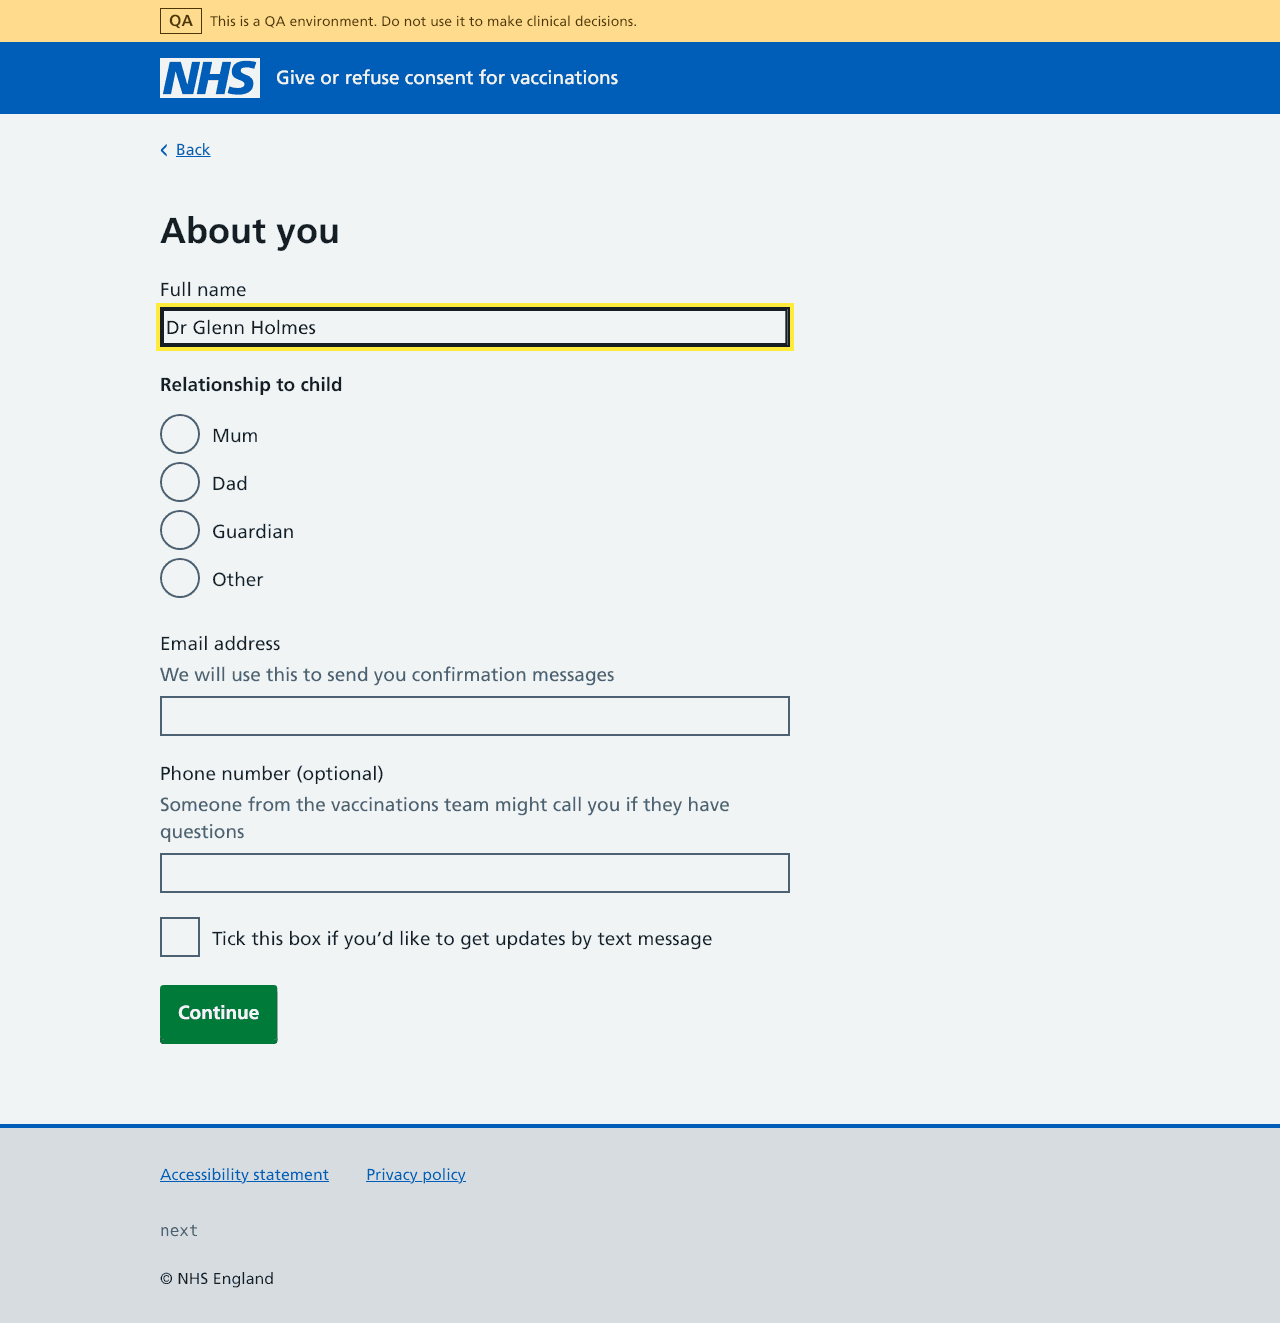 QA This is a QA environment. Do not use it to make clinical decisions.
NHS Give or refuse consent for vaccinations
Back
About you
Full name
Dr Glenn Holmes
Relationship to child
Mum
Dad
Guardian
Other
Email address
We will use this to send you confirmation messages
Phone number (optional)
Someone from the vaccinations team might call you if they have
questions
Tick this box if you’d like to get updates by text message
Continue
Accessibility statement Privacy policy
next
© NHS England